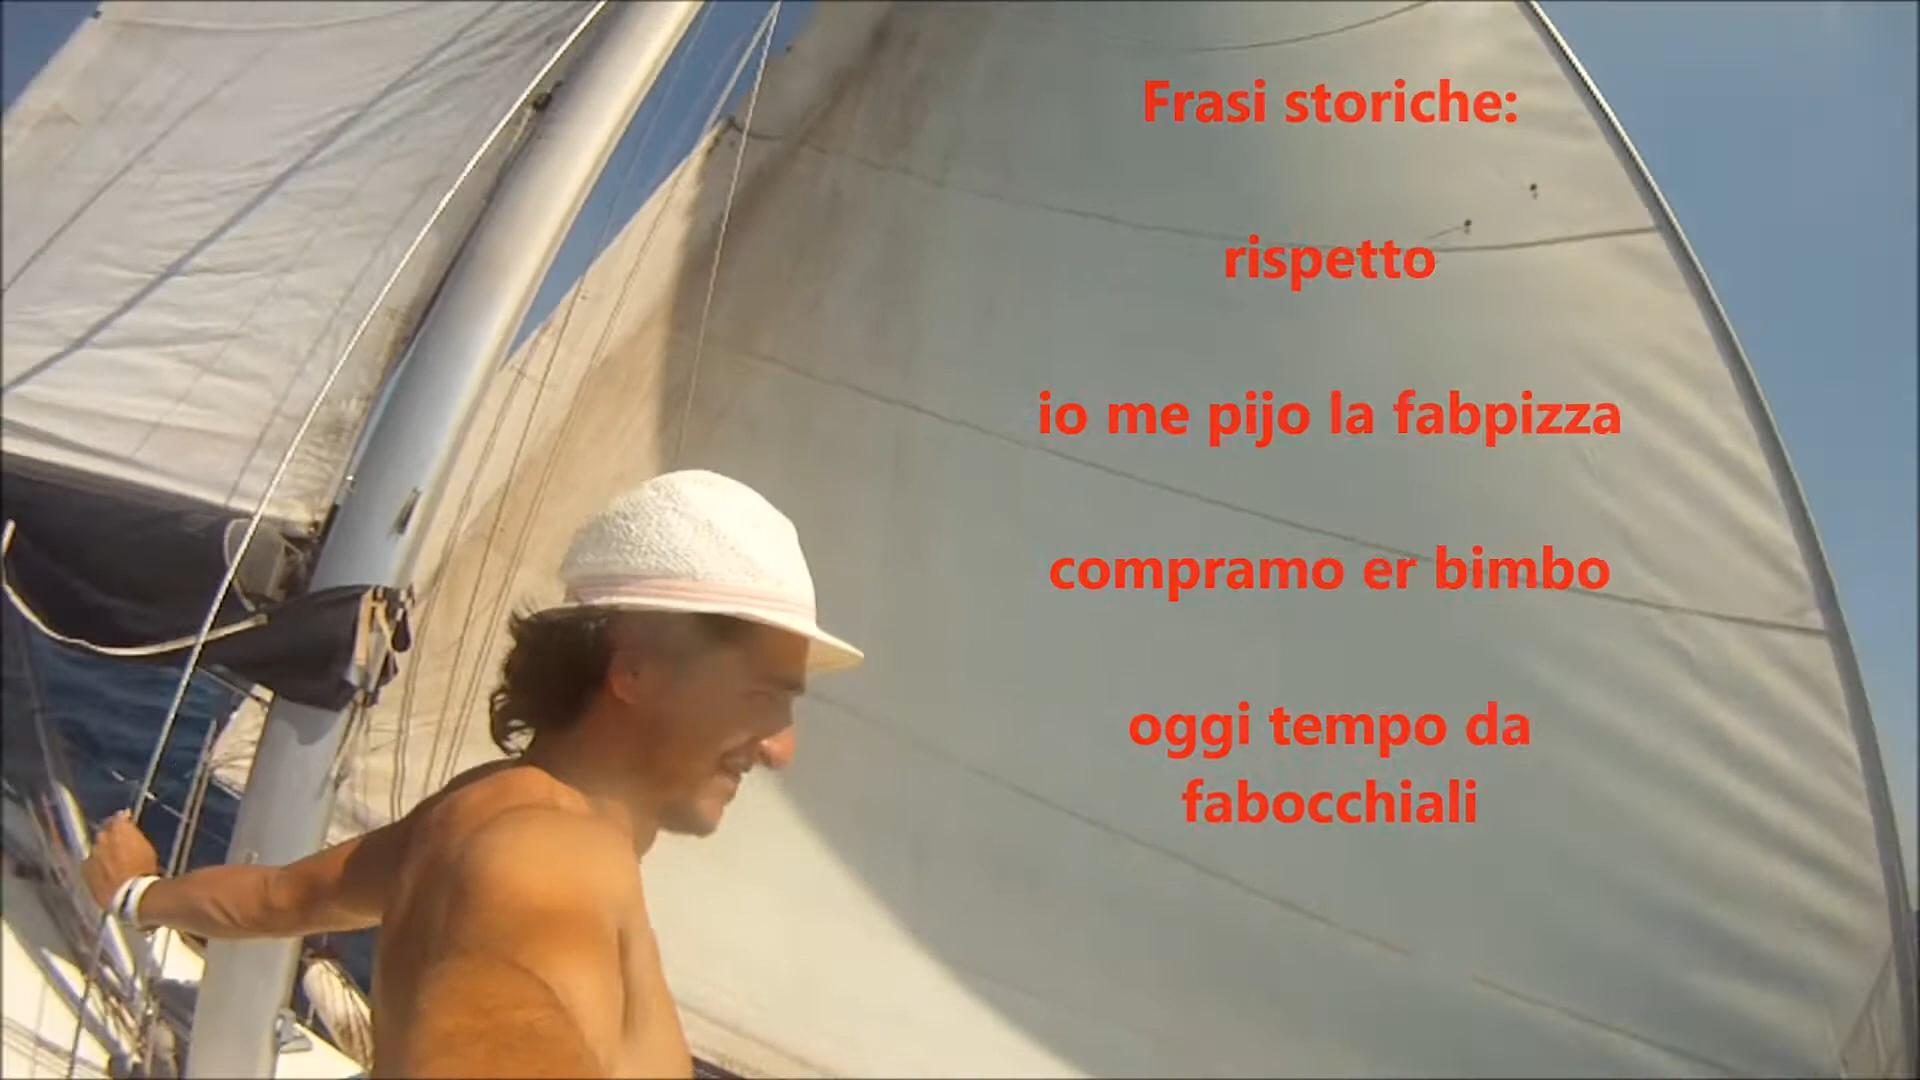 Frasi storiche:
rispetto
io me pijo la fabpizza
compramo er bimbo
oggi tempo da
fabocchiali